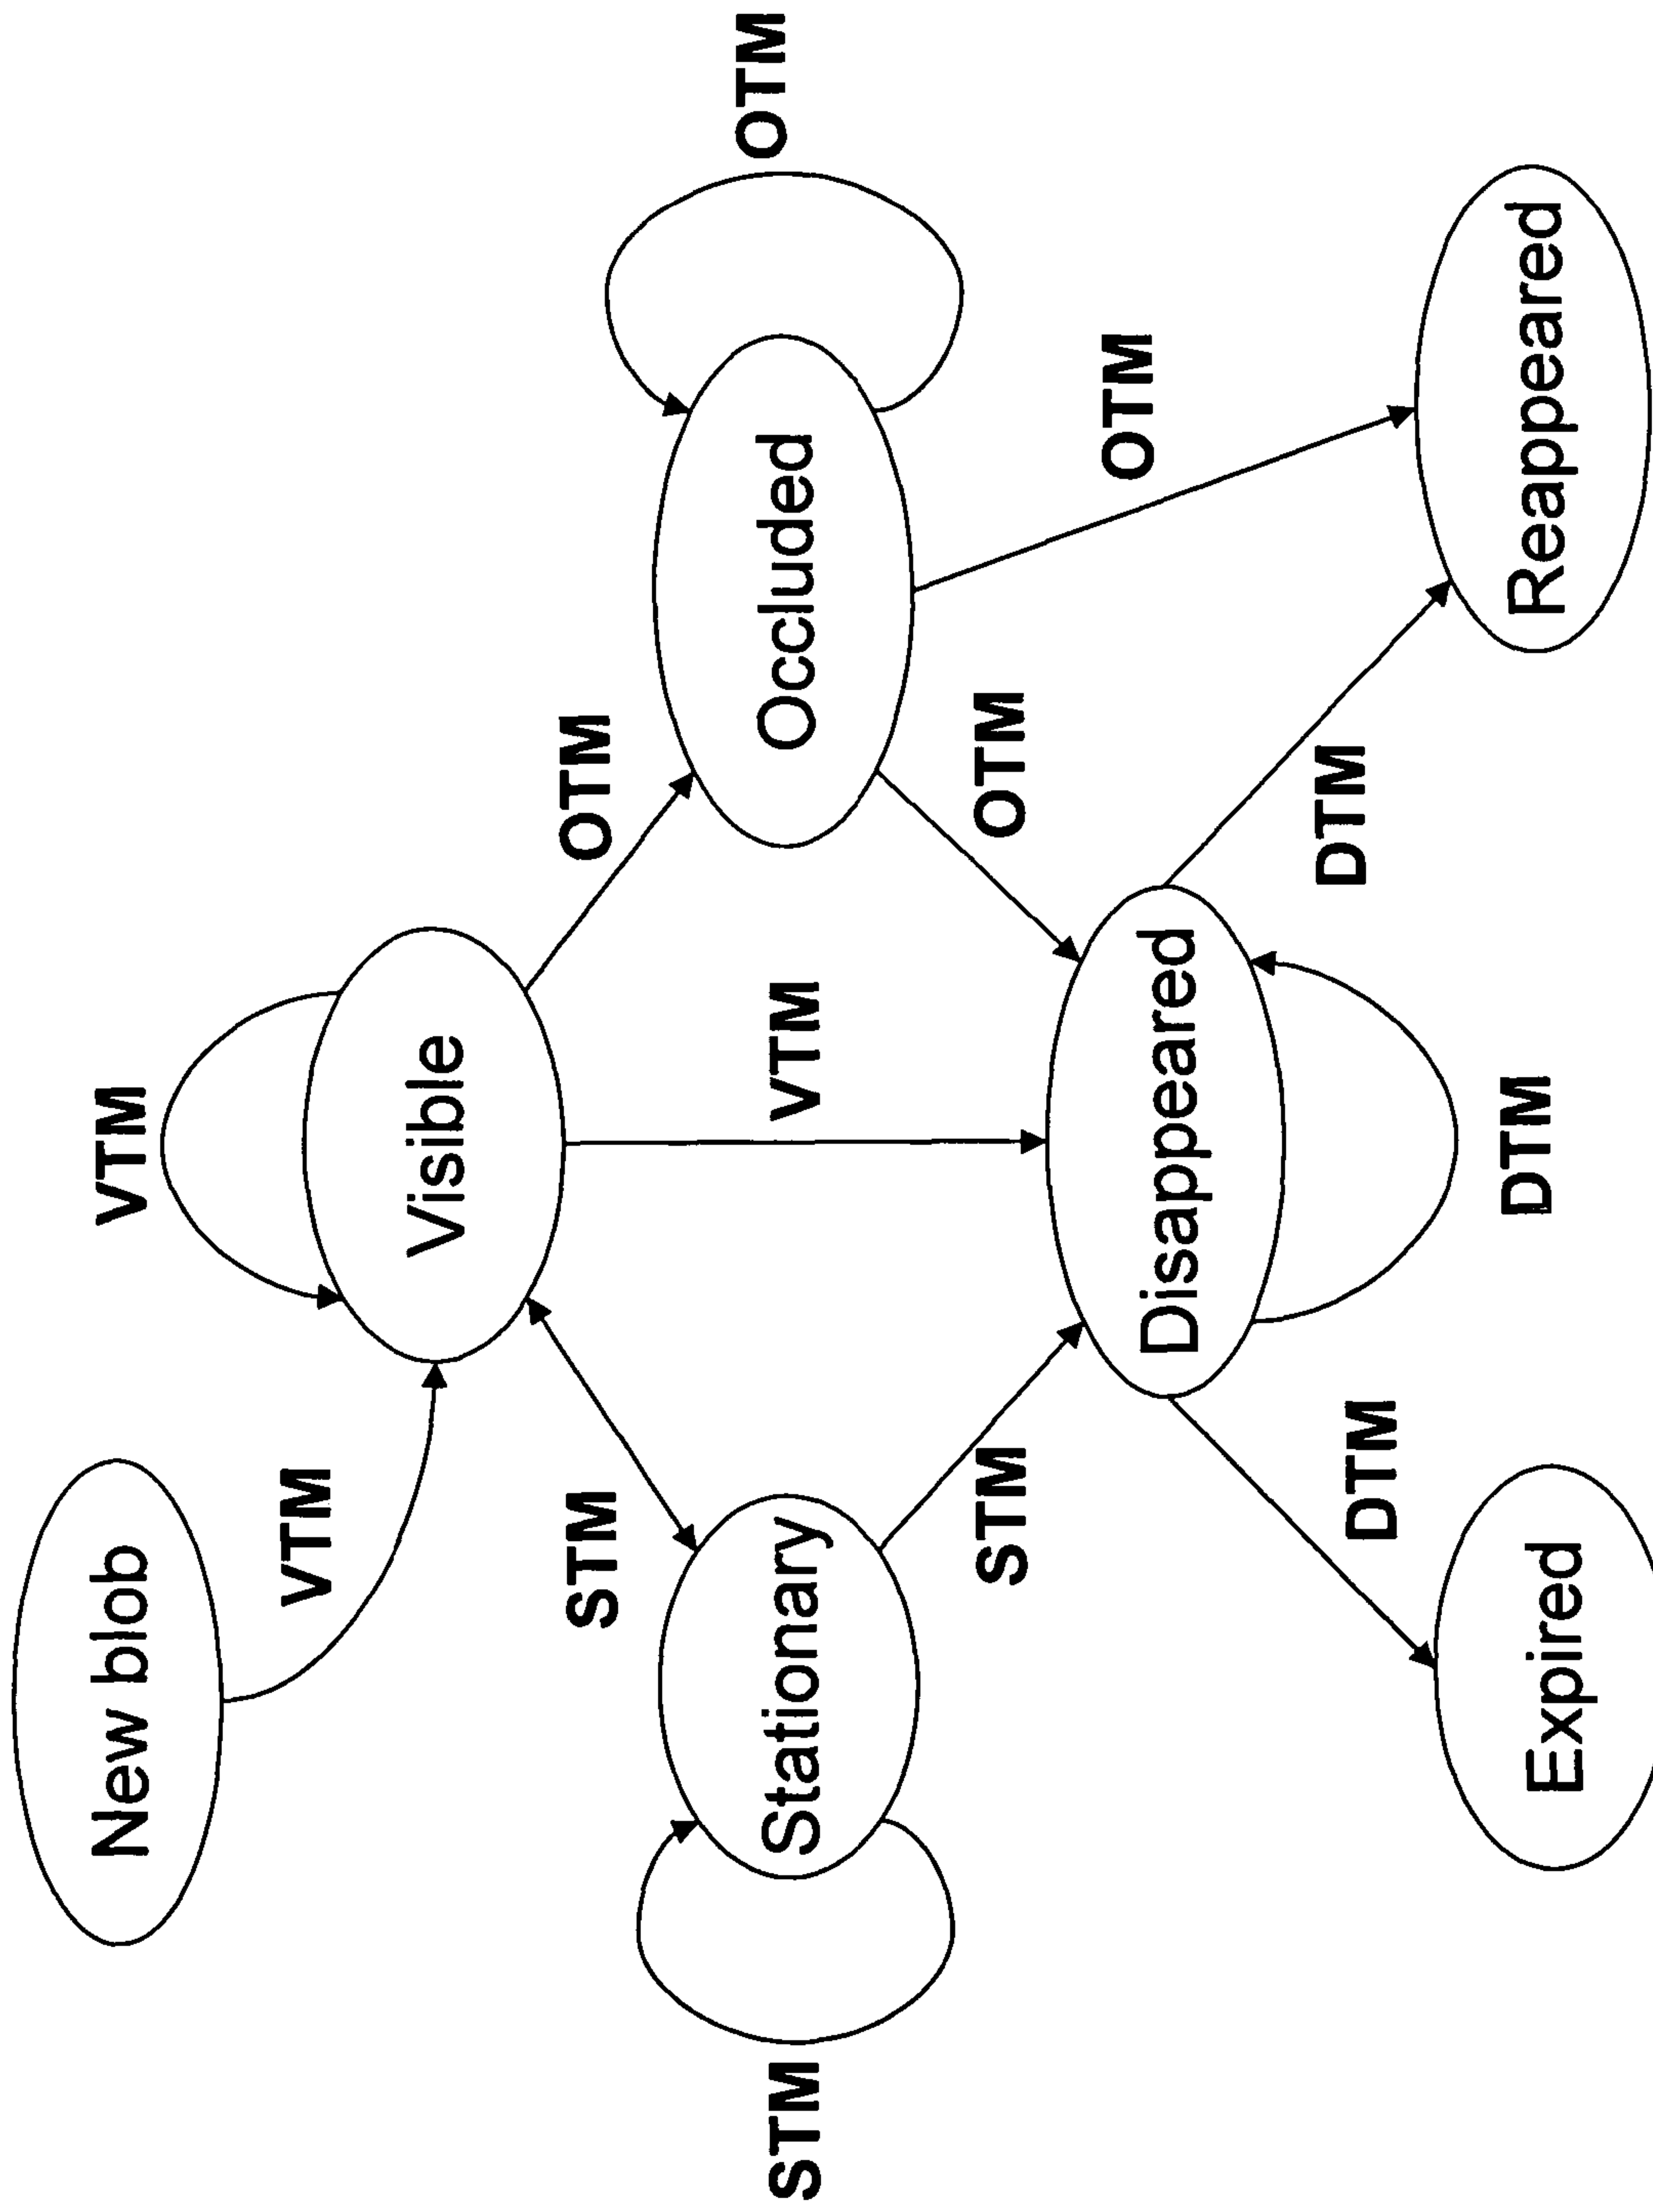 New blob
VTM
VTM
Visible
STM
OTM
STM
Stationary
VTM
Occluded
OTM
STM
OTM
OTM
Disappeared
DTM
DTM
DTM
Expired
Reappeared